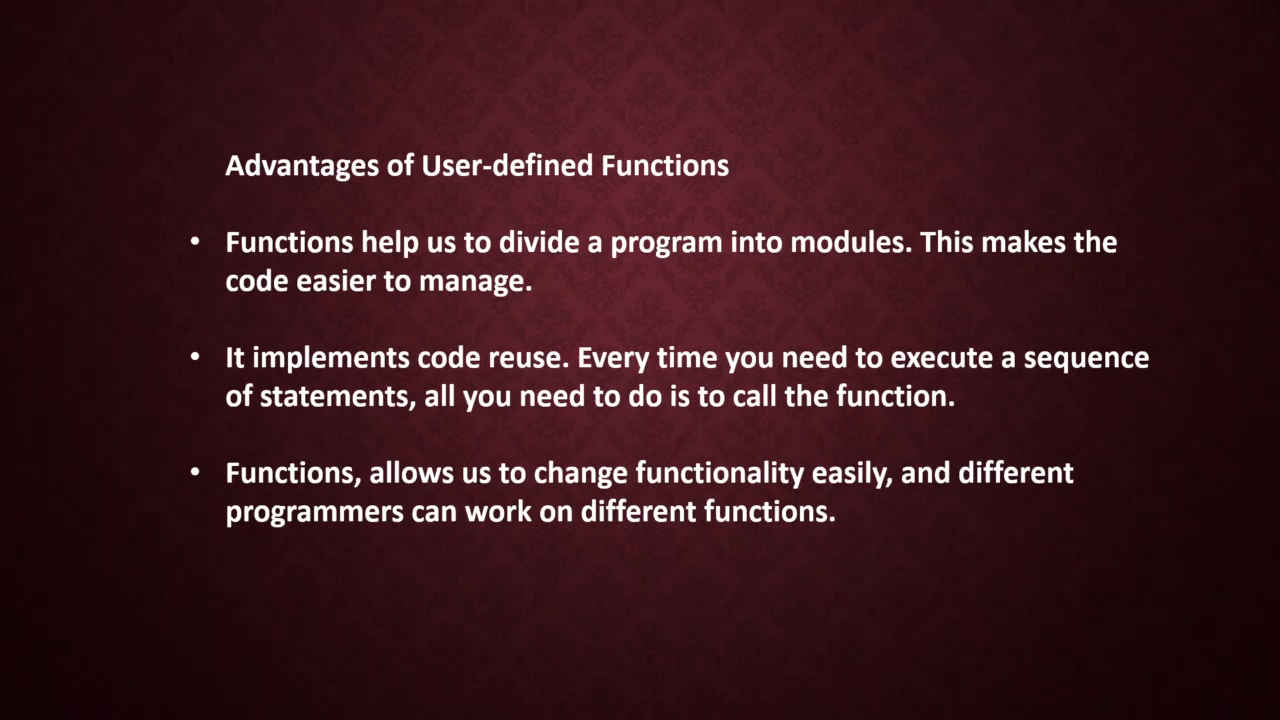 Advantages of User-defined Functions
• Functions help us to divide a program into modules. This makes the
code easier to manage.
• It implements code reuse. Every time you need to execute a sequence
of statements, all you need to do is to call the function.
• Functions, allows us to change functionality easily, and different
programmers can work on different functions.